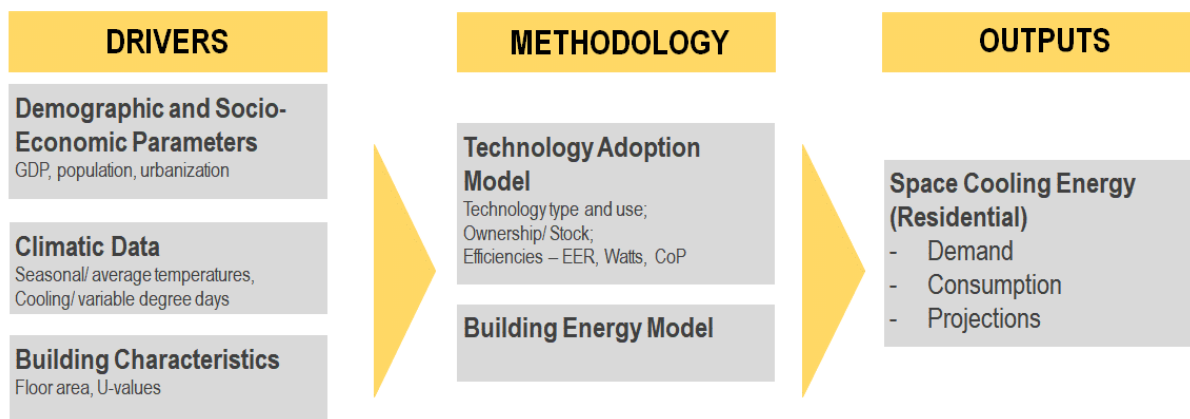 DRIVERS
Demographic and Socio-
Economic Parameters
GDP, population, urbanization
Climatic Data
Seasonal/ average temperatures,
Cooling/ variable degree days
Building Characteristics
Floor area, U-values
METHODOLOGY
Technology Adoption
Model
Technology type and use;
Ownership/ Stock;
Efficiencies – EER, Watts, CoP
Building Energy Model
OUTPUTS
Space Cooling Energy
(Residential)
- Demand
- Consumption
- Projections